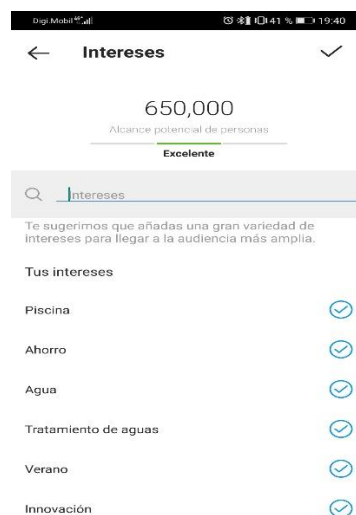 Digi.Mobil 41 % 19:40
Intereses
650,000
Alcance potencial de personas
Excelente
Intereses
Te sugerimos que añadas una gran variedad de
intereses para llegar a la audiencia más amplia.
Tus intereses
Piscina
Ahorro
Agua
Tratamiento de aguas
Verano
Innovación